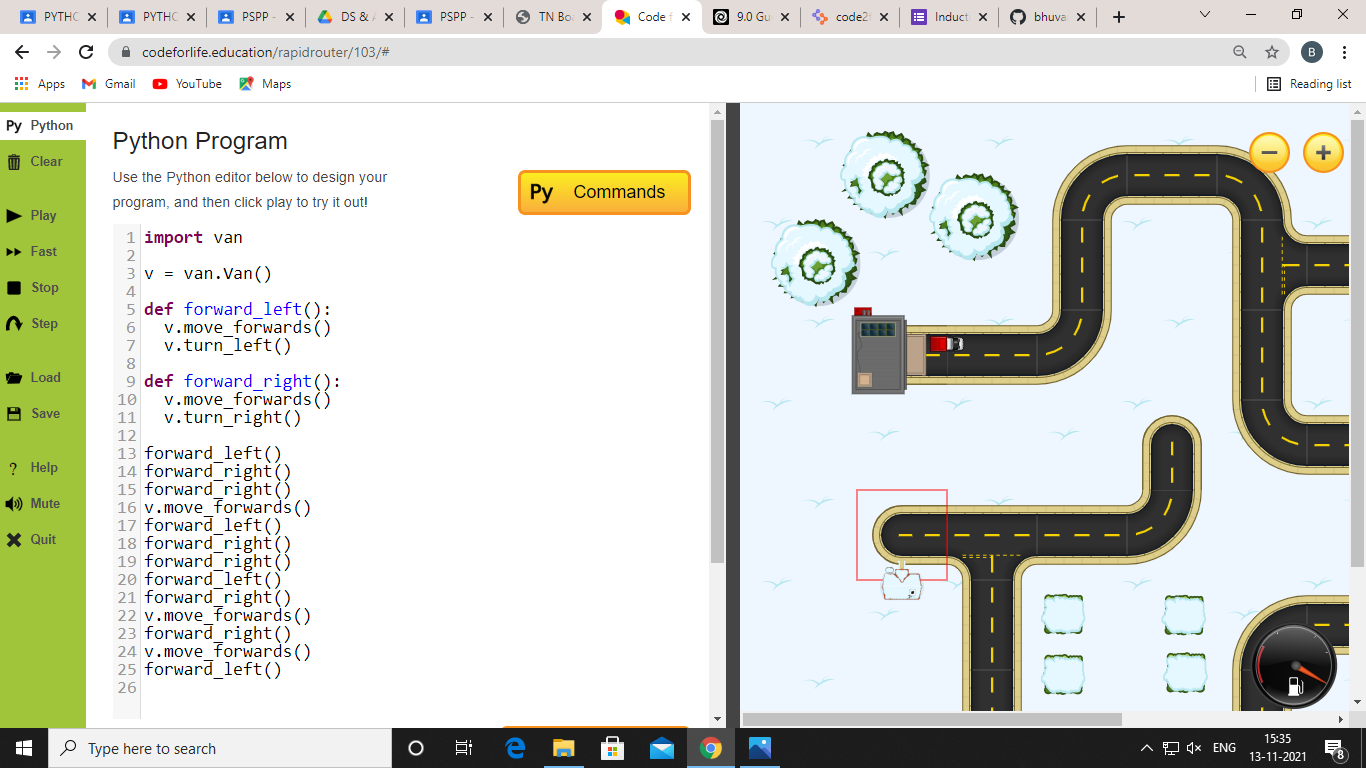 PYTHC
PYTHC
PSPP -
DS & A
PSPP -
TN Boa
Code f
9.0 Gu
code2f
Inducti
bhuva
codeforlife.education/rapidrouter/103/#
B
Apps
Gmail
YouTube
Maps
Reading list
Py Python
Clear
Play
Fast
Stop
Step
Load
Save
? Help
Mute
Quit
Python Program
Use the Python editor below to design your
program, and then click play to try it out!
Py Commands
1 import van
2
3 v = van.Van()
4
5 def forward_left():
6 v.move_forwards()
7 v.turn_left()
8
9 def forward_right():
10 v.move_forwards()
11 v.turn_right()
12
13 forward_left()
14 forward_right()
15 forward_right()
16 v.move_forwards()
17 forward_left()
18 forward_right()
19 forward_right()
20 forward_left()
21 forward_right()
22 v.move_forwards()
23 forward_right()
24 v.move_forwards()
25 forward_left()
26
Type here to search
ENG
15:35
13-11-2021
8